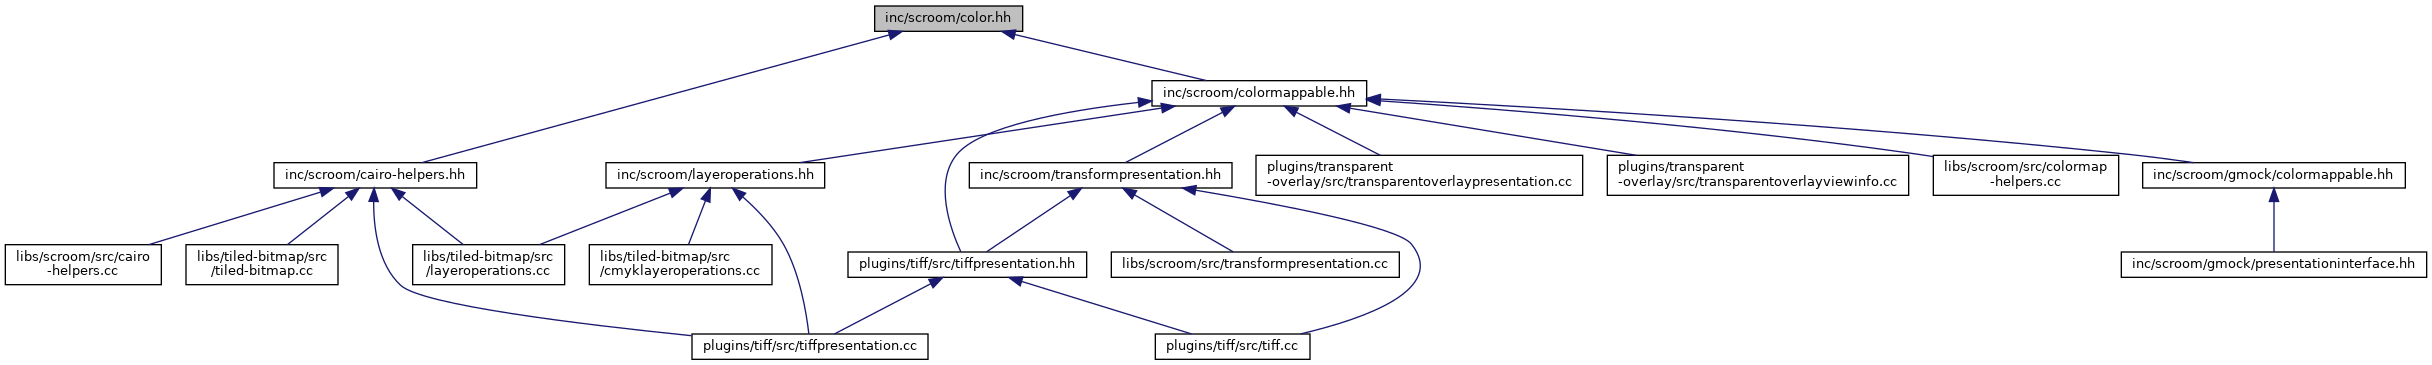 inc/scroom/color.hh
inc/scroom/colormappable.hh
inc/scroom/cairo-helpers.hh
inc/scroom/layeroperations.hh
inc/scroom/transformpresentation.hh
plugins/transparent
-overlay/src/transparentoverlaypresentation.cc
plugins/transparent
-overlay/src/transparentoverlayviewinfo.cc
libs/scroom/src/colormap
-helpers.cc
inc/scroom/gmock/colormappable.hh
libs/scroom/src/cairo
-helpers.cc
libs/tiled-bitmap/src
/tiled-bitmap.cc
libs/tiled-bitmap/src
/layeroperations.cc
libs/tiled-bitmap/src
/cmyklayeroperations.cc
plugins/tiff/src/tiffpresentation.hh
libs/scroom/src/transformpresentation.cc
inc/scroom/gmock/presentationinterface.hh
plugins/tiff/src/tiffpresentation.cc
plugins/tiff/src/tiff.cc